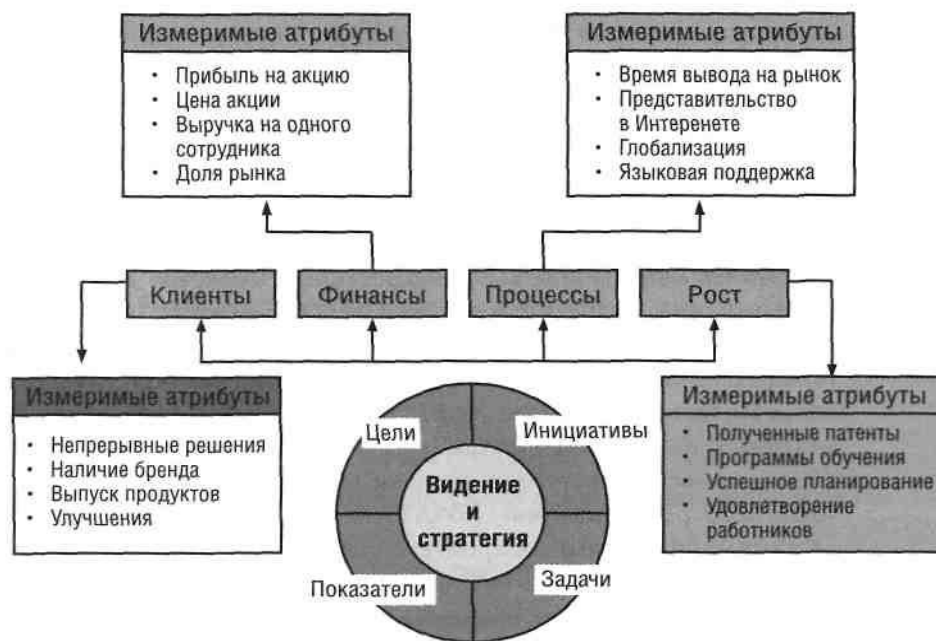 Измеримые атрибуты
• Прибыль на акцию
• Цена акции
• Выручка на одного
сотрудника
• Доля рынка
Измеримые атрибуты
• Время вывода на рынок
• Представительство
в Интеренете
• Глобализация
• Языковая поддержка
Клиенты
Финансы
Процессы
Рост
Измеримые атрибуты
• Непрерывные решения
• Наличие бренда
• Выпуск продуктов
• Улучшения
Цели
Инициативы
Видение
и
стратегия
Показатели
Задачи
Измеримые атрибуты
• Полученные патенты
• Программы обучения
• Успешное планирование
• Удовлетворение
работников